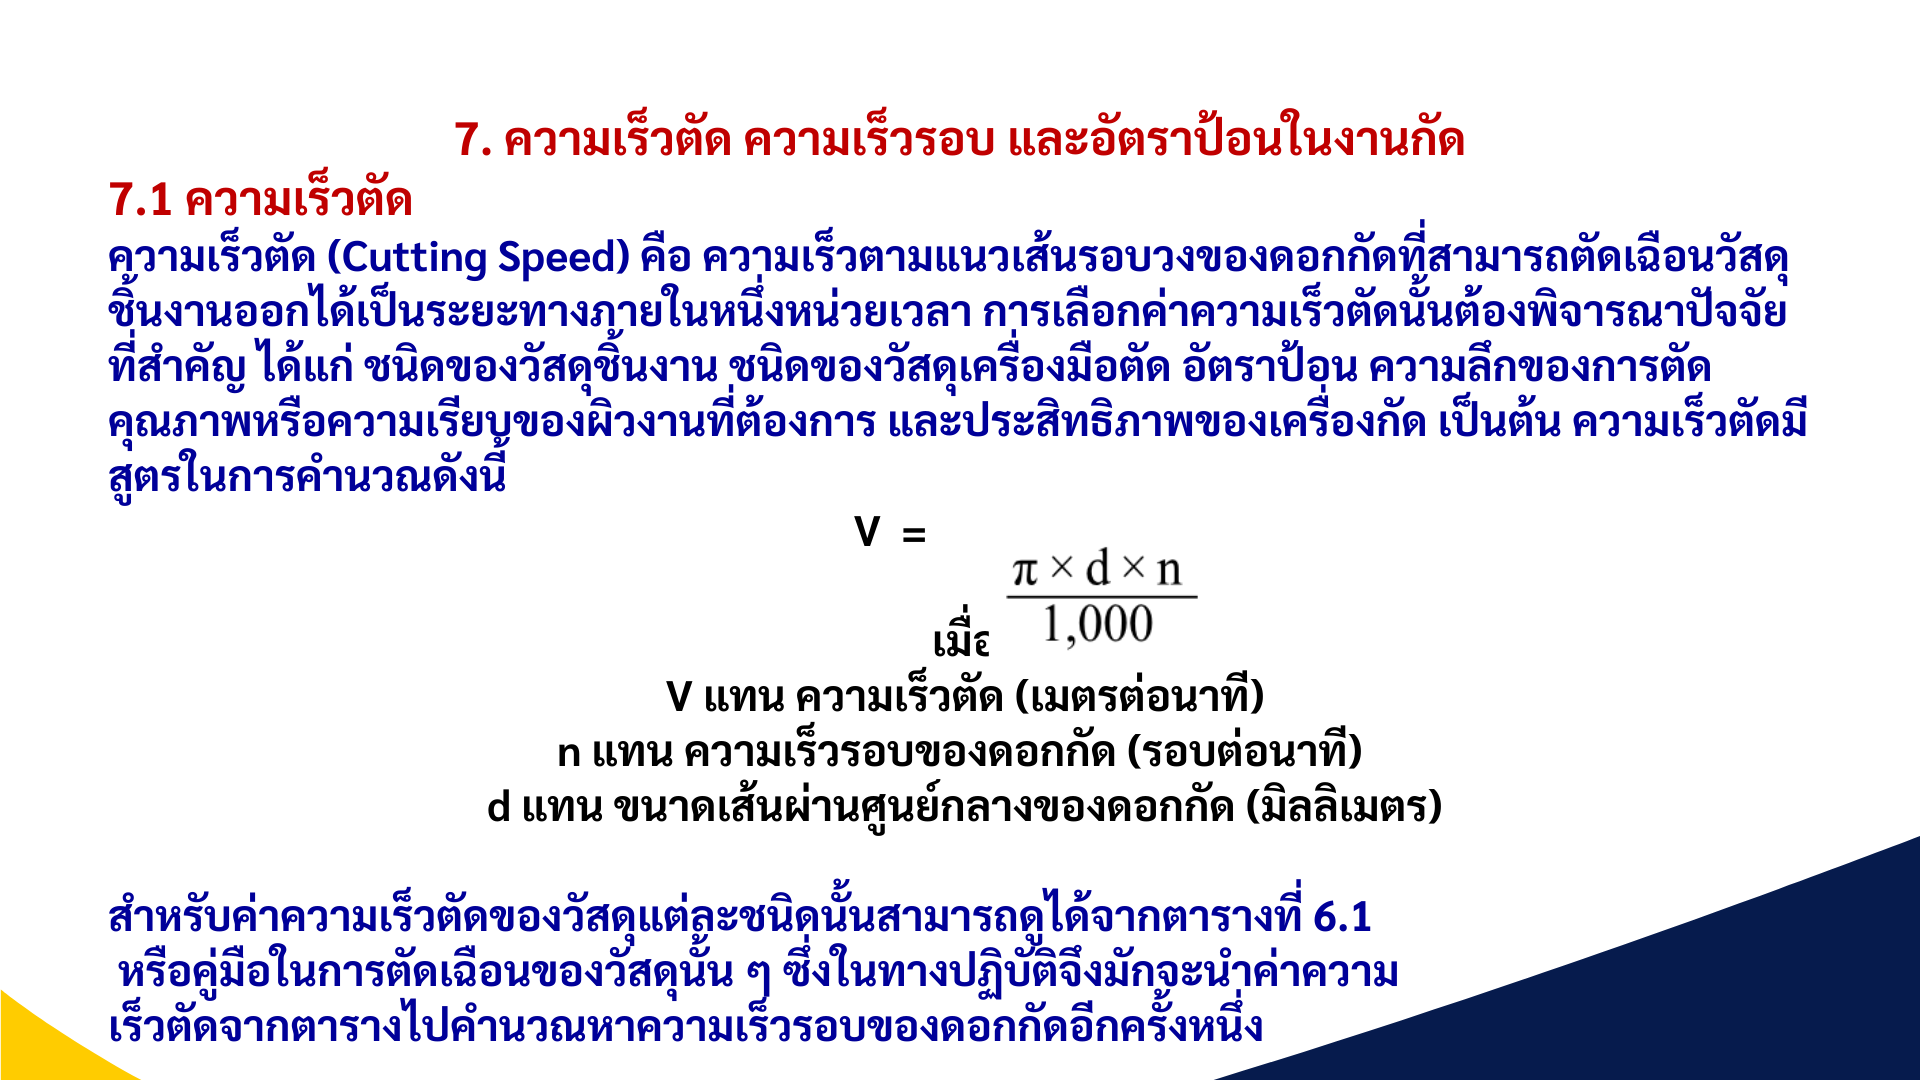 7. ความเร็วตัด ความเร็วรอบ และอัตราป้อนในงานกัด
7.1 ความเร็วตัด
ความเร็วตัด (Cutting Speed) คือ ความเร็วตามแนวเส้นรอบวงของดอกกัดที่สามารถตัดเฉือนวัสดุ
ชิ้นงานออกได้เป็นระยะทางภายในหนึ่งหน่วยเวลา การเลือกค่าความเร็วตัดนั้นต้องพิจารณาปัจจัย
ที่สำคัญ ได้แก่ ชนิดของวัสดุชิ้นงาน ชนิดของวัสดุเครื่องมือตัด อัตราป้อน ความลึกของการตัด
คุณภาพหรือความเรียบของผิวงานที่ต้องการ และประสิทธิภาพของเครื่องกัด เป็นต้น ความเร็วตัดมี
สูตรในการคำนวณดังนี้
V =
π × d × n
1,000
เมื่อ
V แทน ความเร็วตัด (เมตรต่อนาที)
n แทน ความเร็วรอบของดอกกัด (รอบต่อนาที)
d แทน ขนาดเส้นผ่านศูนย์กลางของดอกกัด (มิลลิเมตร)
สำหรับค่าความเร็วตัดของวัสดุแต่ละชนิดนั้นสามารถดูได้จากตารางที่ 6.1
หรือคู่มือในการตัดเฉือนของวัสดุนั้น ๆ ซึ่งในทางปฏิบัติจึงมักจะนำค่าความ
เร็วตัดจากตารางไปคำนวณหาความเร็วรอบของดอกกัดอีกครั้งหนึ่ง